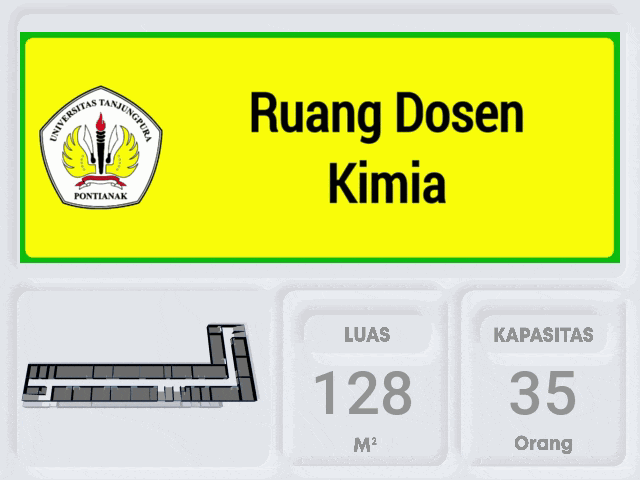 UNIVERSITAS TANJUNGPURA
PONTIANAK
Ruang Dosen
Kimia
LUAS
128
M²
KAPASITAS
35
Orang